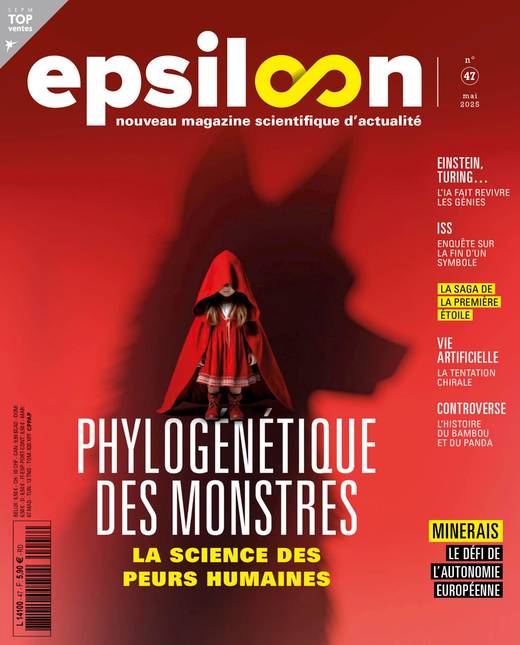 SEPM
TOP
ventes
epsiloon
nouveau magazine scientifique d'actualité
n°
47
mai
2025
EINSTEIN,
TURING...
L'IA FAIT REVIVRE
LES GÉNIES
ISS
ENQUÊTE SUR
LA FIN D'UN
SYMBOLE
LA SAGA DE
LA PREMIÈRE
ÉTOILE
VIE
ARTIFICIELLE
LA TENTATION
CHIRALE
CONTROVERSE
L'HISTOIRE
DU BAMBOU
ET DU PANDA
PHYLOGENÉTIQUE
DES MONSTRES
LA SCIENCE DES
PEURS HUMAINES
MINERAIS
LE DÉFI DE
L'AUTONOMIE
EUROPÉENNE
L 14100 - 47 - F: 5,90 € - RD